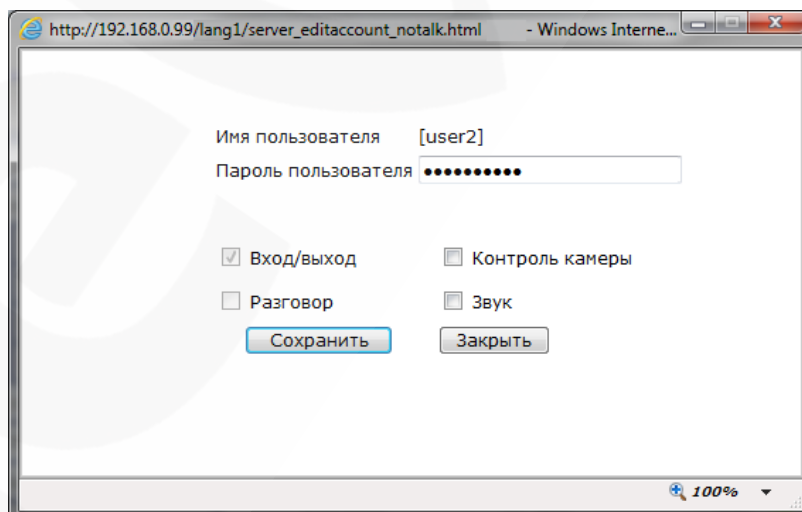 http://192.168.0.99/lang1/server_editaccount_notalk.html - Windows Interne...
Имя пользователя [user2]
Пароль пользователя ••••••••••
Вход/выход Контроль камеры
Разговор Звук
Сохранить Закрыть
100%